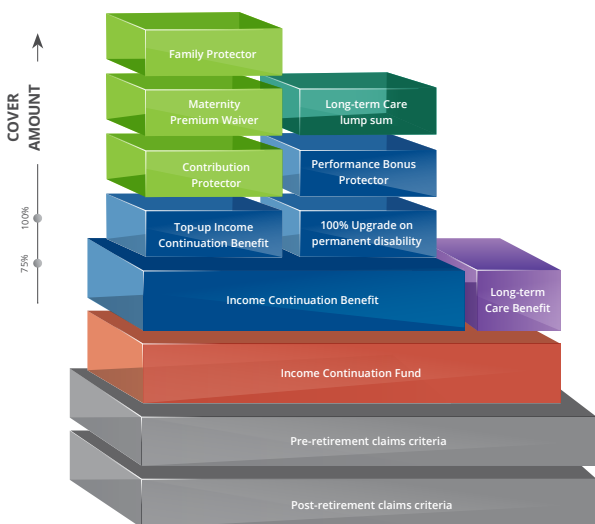 COVER
AMOUNT
100%
75%
Family Protector
Maternity
Premium Waiver
Long-term Care
lump sum
Contribution
Protector
Performance Bonus
Protector
Top-up Income
Continuation Benefit
100% Upgrade on
permanent disability
Income Continuation Benefit
Long-term
Care Benefit
Income Continuation Fund
Pre-retirement claims criteria
Post-retirement claims criteria